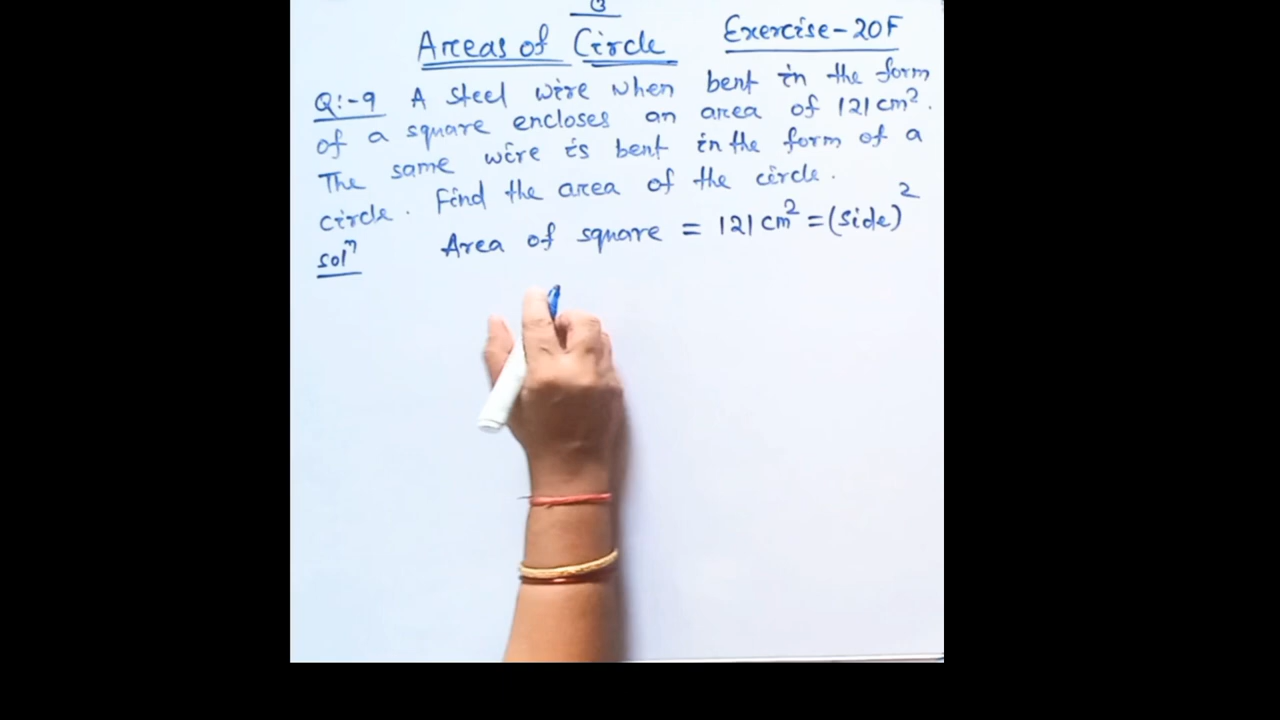 3
Areas of Circle Exercise-20F
Q:-9 A steel wire when bent in the form
of a square encloses an area of 121 cm².
The same wire is bent in the form of a
circle. Find the area of the circle.
solⁿ Area of square = 121 cm² = (side)²